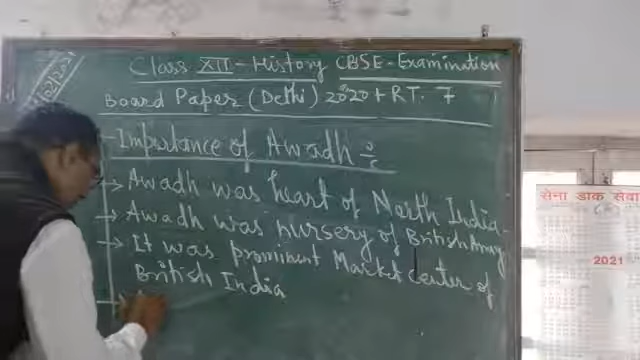 Class XII - History CBSE - Examination
Board Paper (Delhi) 2020 + RT. 7
- Importance of Awadh ÷
→ Awadh was heart of North India.
→ Awadh was nursery of British Army
→ It was prominent Market Center of
British India
सेना डाक सेवा
2021